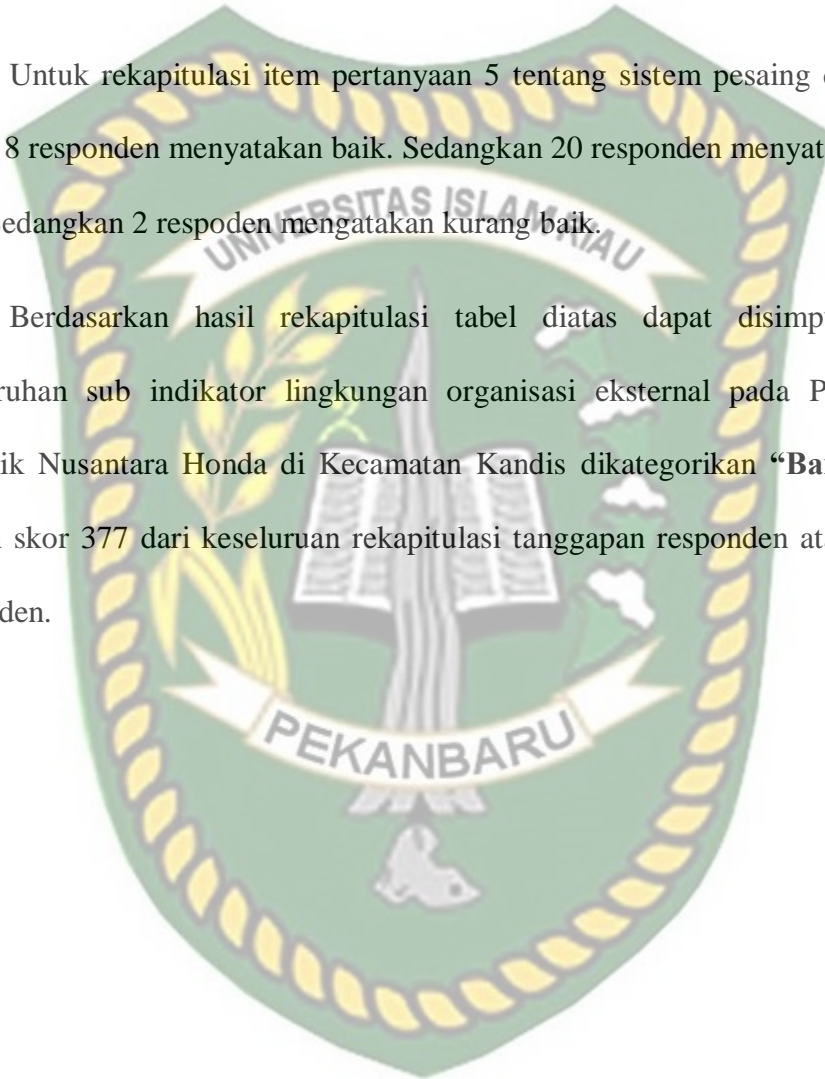 Untuk rekapitulasi item pertanyaan 5 tentang sistem pesaing
8 responden menyatakan baik. Sedangkan 20 responden menyat
edangkan 2 respoden mengatakan kurang baik.
UNIVERSITAS ISLAM RIAU
Berdasarkan hasil rekapitulasi tabel diatas dapat disimp
ruhan sub indikator lingkungan organisasi eksternal pada P
ik Nusantara Honda di Kecamatan Kandis dikategorikan “Bai
skor 377 dari keseluruhan rekapitulasi tanggapan responden at
den.
PEKANBARU